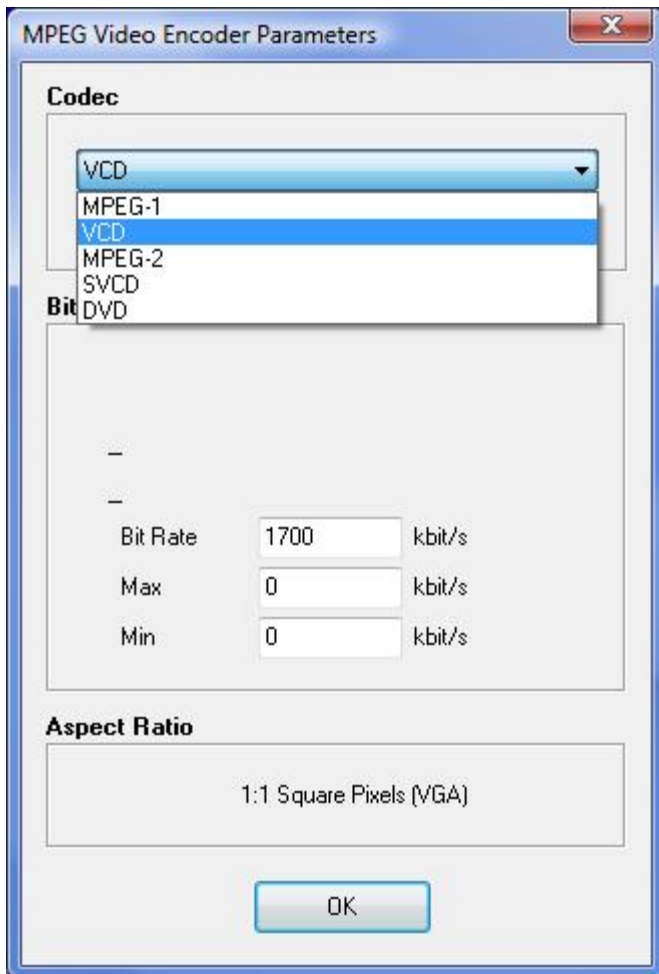 MPEG Video Encoder Parameters
Codec
VCD
MPEG-1
VCD
MPEG-2
SVCD
Bit
DVD
–
–
Bit Rate 1700 kbit/s
Max 0 kbit/s
Min 0 kbit/s
Aspect Ratio
1:1 Square Pixels (VGA)
OK